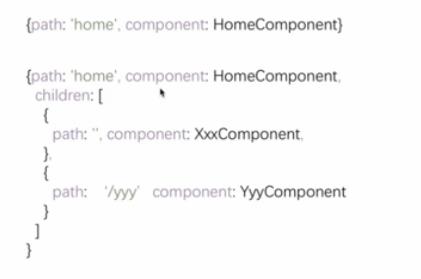 {path: 'home', component: HomeComponent}
{path: 'home', component: HomeComponent,
children: [
{
path: '', component: XxxComponent,
},
{
path: '/yyy' component: YyyComponent
}
]
}